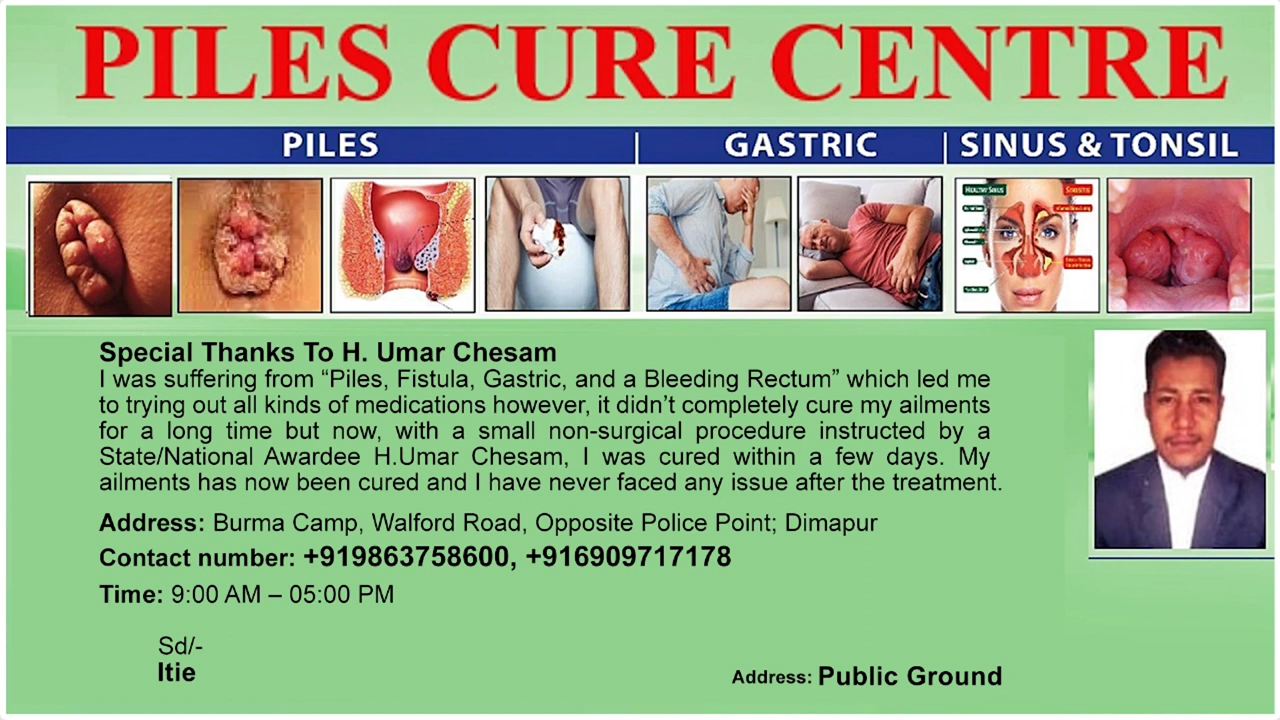 PILES CURE CENTRE
PILES | GASTRIC | SINUS & TONSIL
HEALTHY SINUS
SINUSITIS
Special Thanks To H. Umar Chesam
I was suffering from “Piles, Fistula, Gastric, and a Bleeding Rectum” which led me
to trying out all kinds of medications however, it didn’t completely cure my ailments
for a long time but now, with a small non-surgical procedure instructed by a
State/National Awardee H.Umar Chesam, I was cured within a few days. My
ailments has now been cured and I have never faced any issue after the treatment.
Address: Burma Camp, Walford Road, Opposite Police Point; Dimapur
Contact number: +919863758600, +916909717178
Time: 9:00 AM – 05:00 PM
Sd/-
Itie
Address: Public Ground